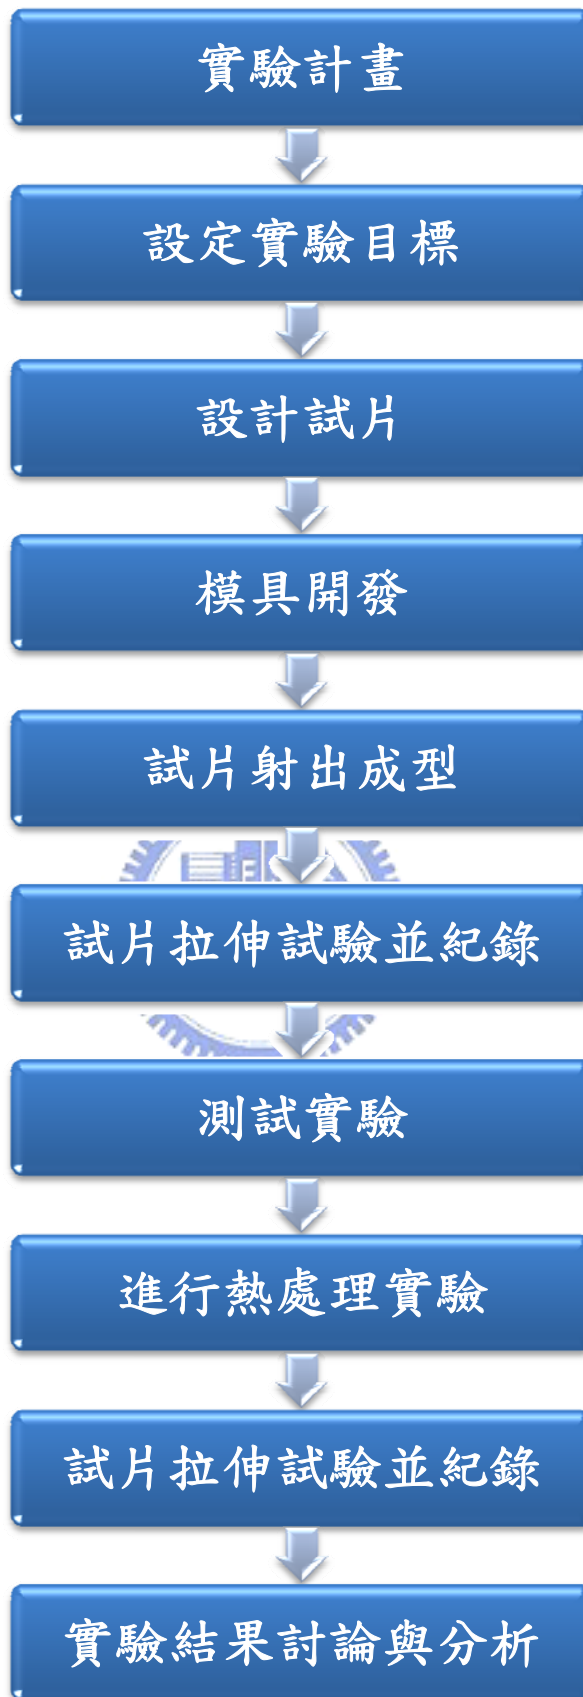 實驗計畫
設定實驗目標
設計試片
模具開發
試片射出成型
試片拉伸試驗並紀錄
測試實驗
進行熱處理實驗
試片拉伸試驗並紀錄
實驗結果討論與分析